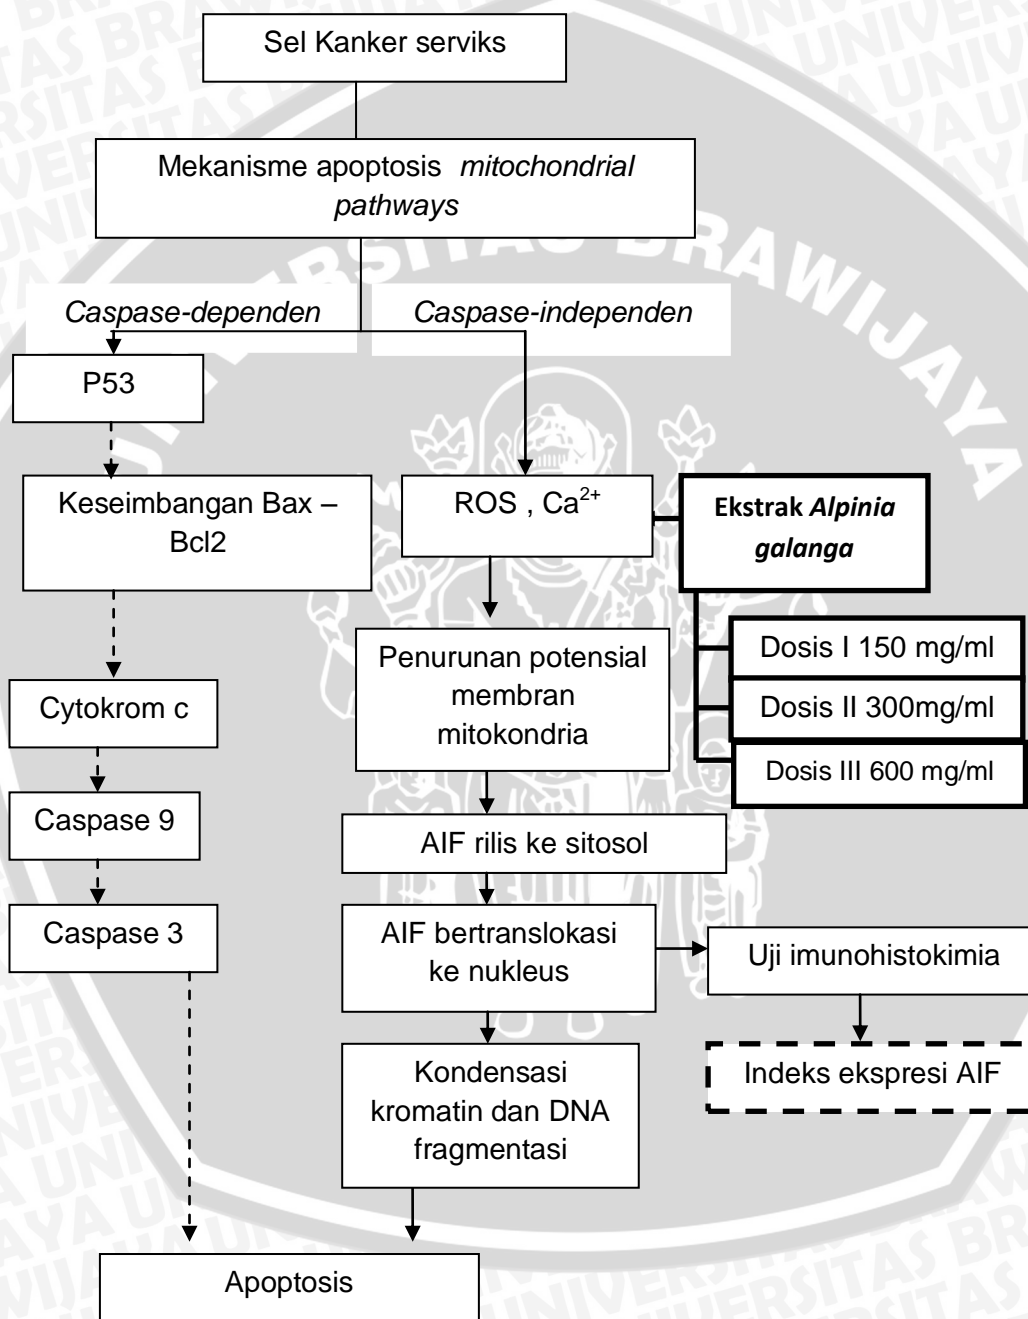 Sel Kanker serviks
Mekanisme apoptosis mitochondrial
pathways
UNIVERSITAS BRAWIJAYA
Caspase-dependen
Caspase-independen
P53
Keseimbangan Bax –
Bcl2
ROS , Ca²⁺
Ekstrak Alpinia
galanga
Dosis I 150 mg/ml
Dosis II 300mg/ml
Dosis III 600 mg/ml
Penurunan potensial
membran
mitokondria
Cytokrom c
Caspase 9
AIF rilis ke sitosol
Caspase 3
AIF bertranslokasi
ke nukleus
Uji imunohistokimia
Indeks ekspresi AIF
Kondensasi
kromatin dan DNA
fragmentasi
Apoptosis